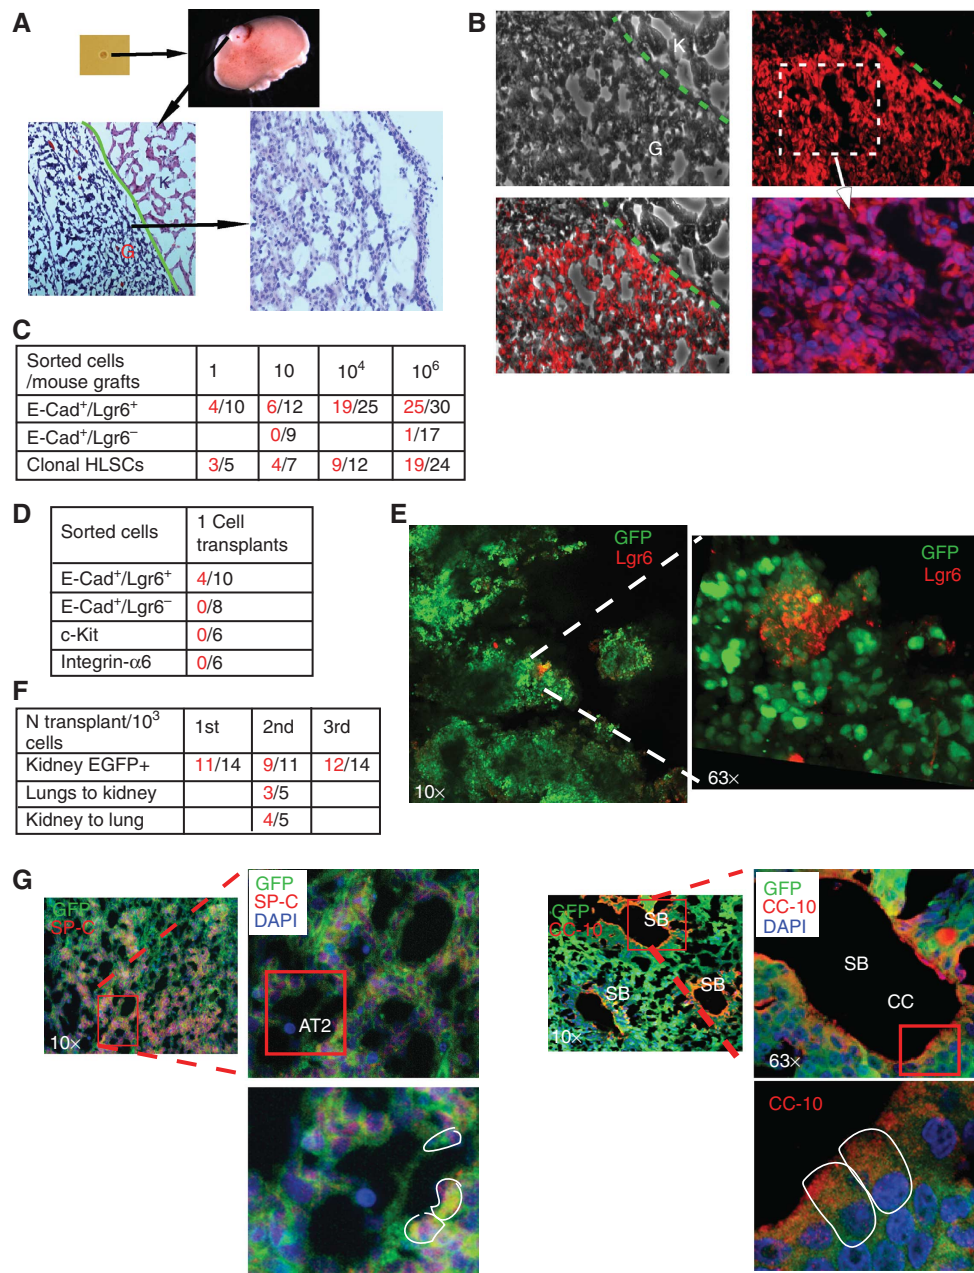 A
K
G
B
K
G
C
Sorted cells /mouse grafts 1 10 10⁴ 10⁶
E-Cad⁺/Lgr6⁺ 4/10 6/12 19/25 25/30
E-Cad⁺/Lgr6⁻ 0/9 1/17
Clonal HLSCs 3/5 4/7 9/12 19/24
D
Sorted cells 1 Cell transplants
E-Cad⁺/Lgr6⁺ 4/10
E-Cad⁺/Lgr6⁻ 0/8
c-Kit 0/6
Integrin-α6 0/6
E
GFP
Lgr6
10×
GFP
Lgr6
63×
F
N transplant/10³ cells 1st 2nd 3rd
Kidney EGFP+ 11/14 9/11 12/14
Lungs to kidney 3/5
Kidney to lung 4/5
G
GFP
SP-C
10×
GFP
SP-C
DAPI
AT2
GFP
CC-10
SB
SB
SB
10×
GFP
CC-10
DAPI
SB
CC
63×
CC-10